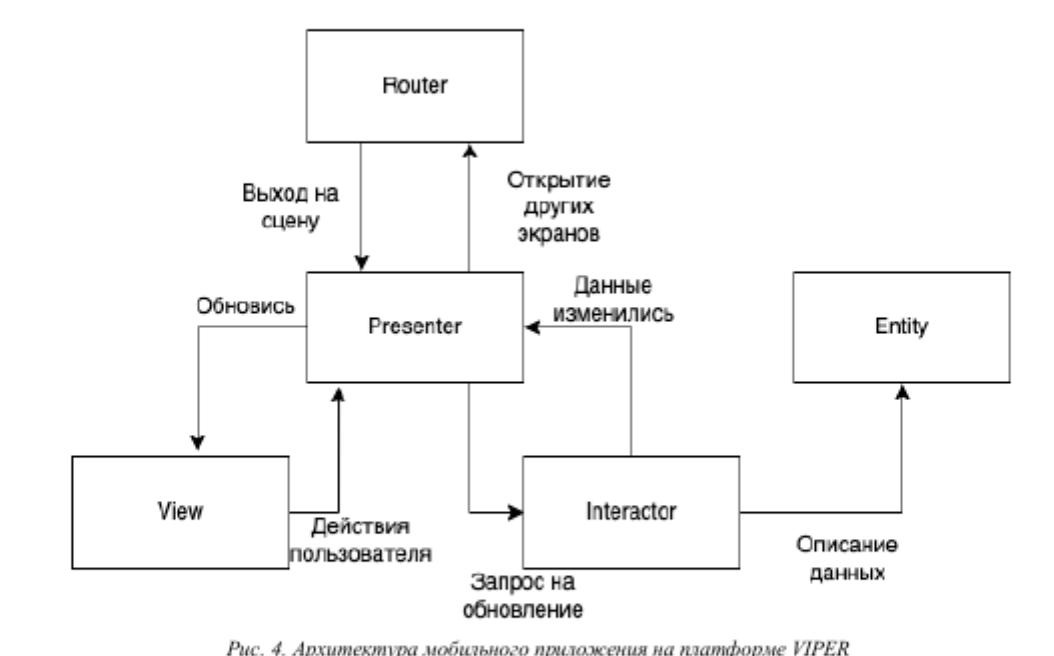 Router
Выход на
сцену
Открытие
других
экранов
Данные
изменились
Обновись
Presenter
Entity
View
Действия
пользователя
Interactor
Запрос на
обновление
Описание
данных
Рис. 4. Архитектура мобильного приложения на платформе VIPER